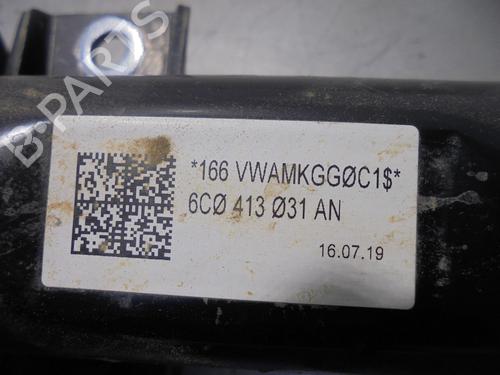 B-PARTS
*166 VWAMKGGØC1$*
6CØ 413 Ø31 AN
16.07.19